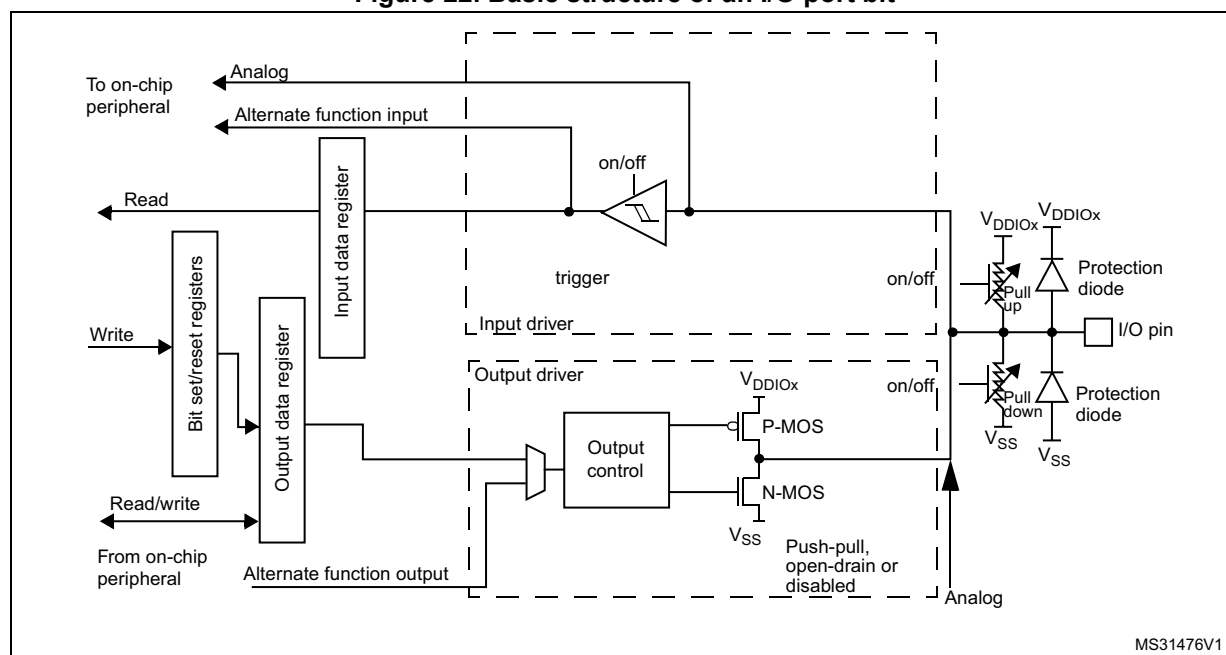 Figure 22. Basic structure of an I/O port bit
To on-chip
peripheral
Analog
Alternate function input
on/off
Read
Input data register
trigger
Input driver
on/off
VDDIOx
VDDIOx
Pull
up
Protection
diode
I/O pin
Write
Bit set/reset registers
Output data register
Output driver
VDDIOx
P-MOS
Output
control
N-MOS
VSS
Push-pull,
open-drain or
disabled
on/off
Pull
down
VSS
VSS
Protection
diode
Read/write
From on-chip
peripheral
Alternate function output
Analog
MS31476V1